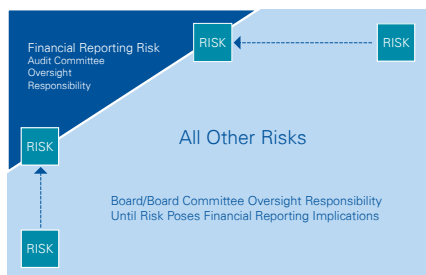 Financial Reporting Risk
Audit Committee
Oversight
Responsibility
RISK
RISK
RISK
All Other Risks
Board/Board Committee Oversight Responsibility
Until Risk Poses Financial Reporting Implications
RISK